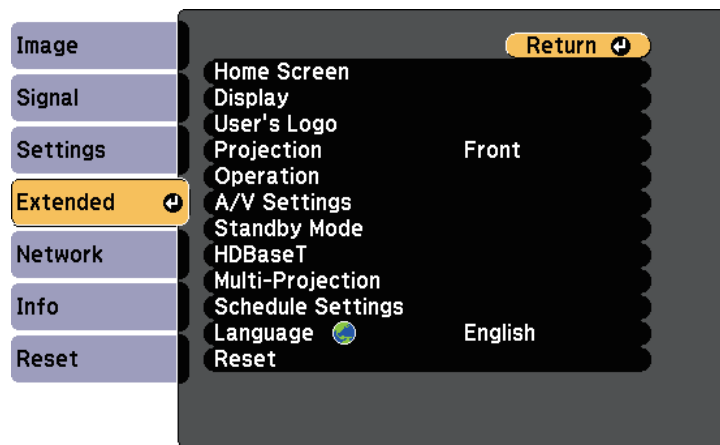 Image
Signal
Settings
Extended
Network
Info
Reset
Return
Home Screen
Display
User's Logo
Projection Front
Operation
A/V Settings
Standby Mode
HDBaseT
Multi-Projection
Schedule Settings
Language English
Reset